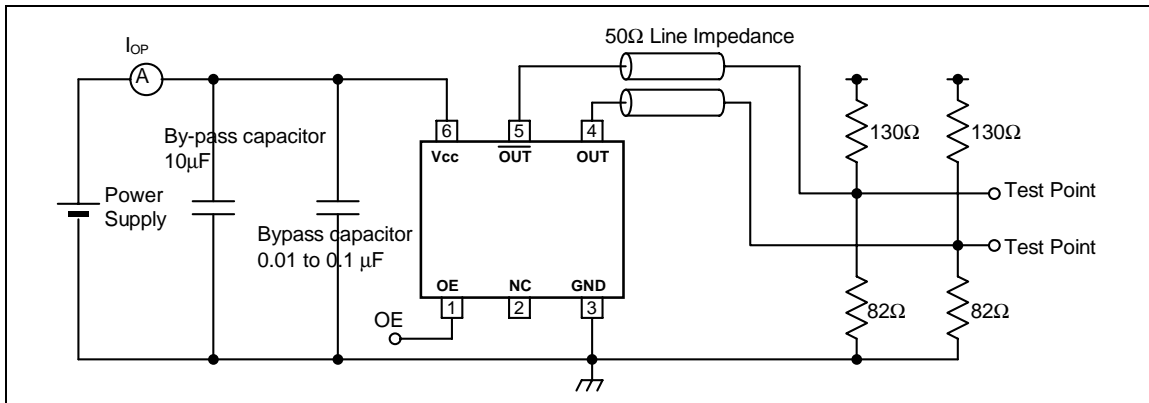 50Ω Line Impedance
I_OP
A
By-pass capacitor
10μF
Power
Supply
Bypass capacitor
0.01 to 0.1 μF
6
5
4
Vcc
OUT
OUT
OE
NC
GND
1
2
3
OE
130Ω
130Ω
Test Point
Test Point
82Ω
82Ω